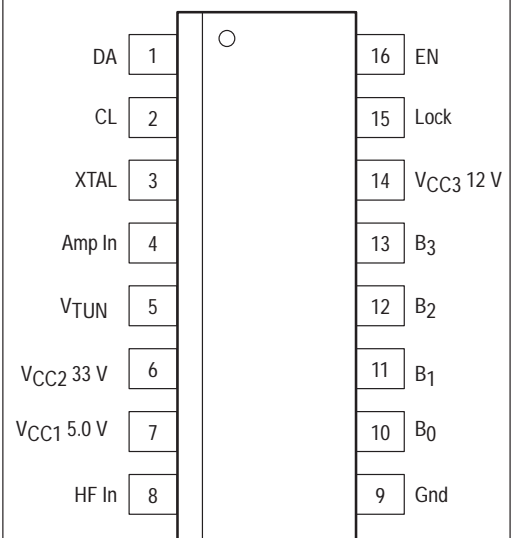 DA 1 16 EN
CL 2 15 Lock
XTAL 3 14 VCC3 12 V
Amp In 4 13 B3
VTUN 5 12 B2
VCC2 33 V 6 11 B1
VCC1 5.0 V 7 10 B0
HF In 8 9 Gnd